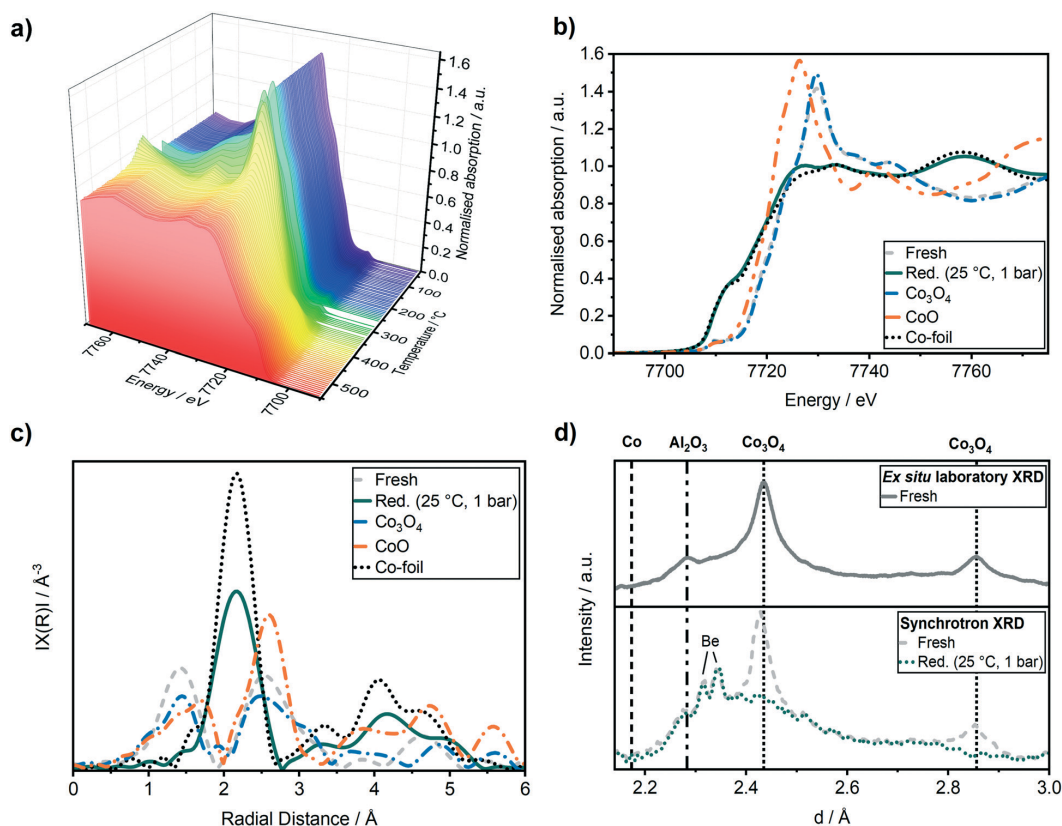 a)
1.6
1.4
1.2
1.0
0.8
0.6
0.4
0.2
0.0
Normalised absorption / a.u.
100
200
300
400
500
Temperature / °C
7760
7740
7720
7700
Energy / eV
b)
1.6
1.4
1.2
1.0
0.8
0.6
0.4
0.2
0.0
Normalised absorption / a.u.
Fresh
Red. (25 °C, 1 bar)
Co₃O₄
CoO
Co-foil
7700 7720 7740 7760
Energy / eV
c)
IX(R)I / Å⁻³
Fresh
Red. (25 °C, 1 bar)
Co₃O₄
CoO
Co-foil
0 1 2 3 4 5 6
Radial Distance / Å
d)
Co Al₂O₃ Co₃O₄ Co₃O₄
Ex situ laboratory XRD
Fresh
Intensity / a.u.
Synchrotron XRD
Fresh
Red. (25 °C, 1 bar)
Be
2.2 2.4 2.6 2.8 3.0
d / Å